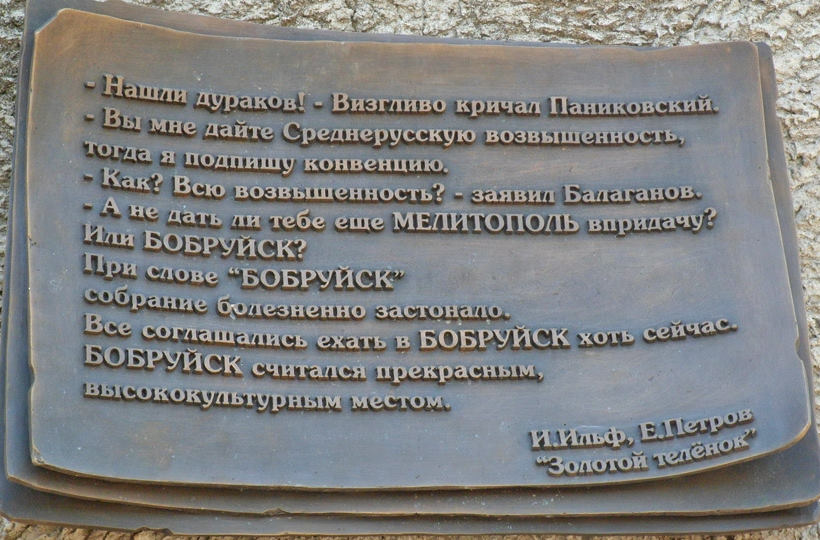 - Нашли дураков! - Визгливо кричал Паниковский.
- Вы мне дайте Среднерусскую возвышенность,
тогда я подпишу конвенцию.
- Как? Всю возвышенность? - заявил Балаганов.
- А не дать ли тебе еще МЕЛИТОПОЛЬ впридачу?
Или БОБРУЙСК?
При слове “БОБРУЙСК”
собрание болезненно застонало.
Все соглашались ехать в БОБРУЙСК хоть сейчас.
БОБРУЙСК считался прекрасным,
высококультурным местом.
И.Ильф, Е.Петров
“Золотой телёнок”